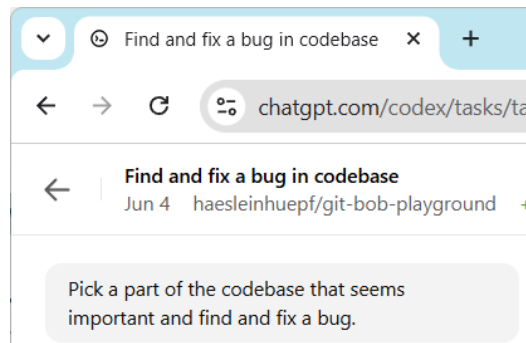 Find and fix a bug in codebase
chatgpt.com/codex/tasks/ta
Find and fix a bug in codebase
Jun 4 haesleinhuepf/git-bob-playground
Pick a part of the codebase that seems
important and find and fix a bug.